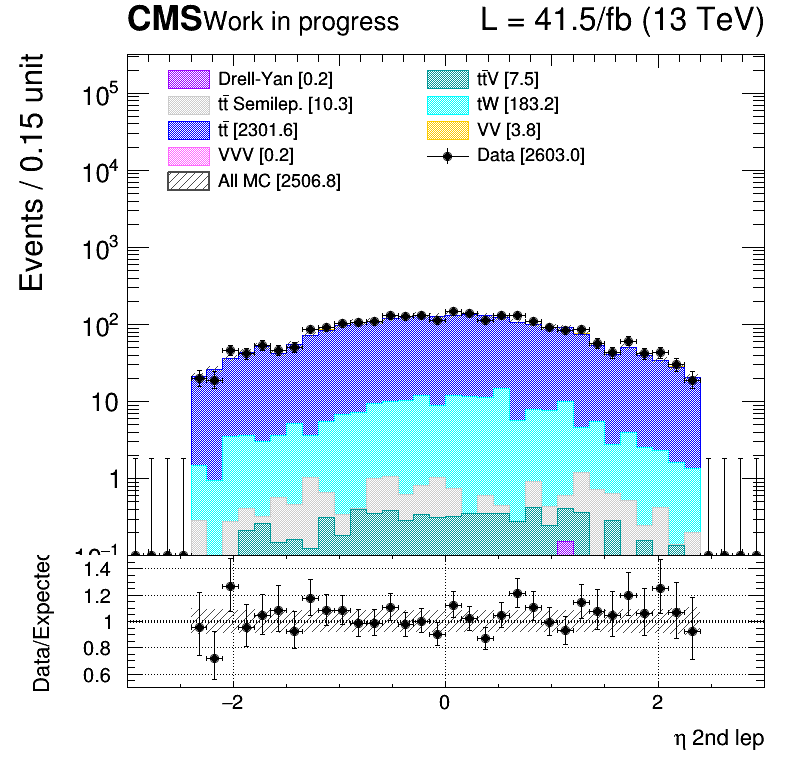 CMS Work in progress L = 41.5/fb (13 TeV)
Drell-Yan [0.2]
tt̄ Semilep. [10.3]
tt̄ [2301.6]
VVV [0.2]
All MC [2506.8]
tt̄V [7.5]
tW [183.2]
VV [3.8]
Data [2603.0]
Events / 0.15 unit
10⁵
10⁴
10³
10²
10
1
10⁻¹
Data/Expected
1.4
1.2
1
0.8
0.6
−2 0 2
η 2nd lep